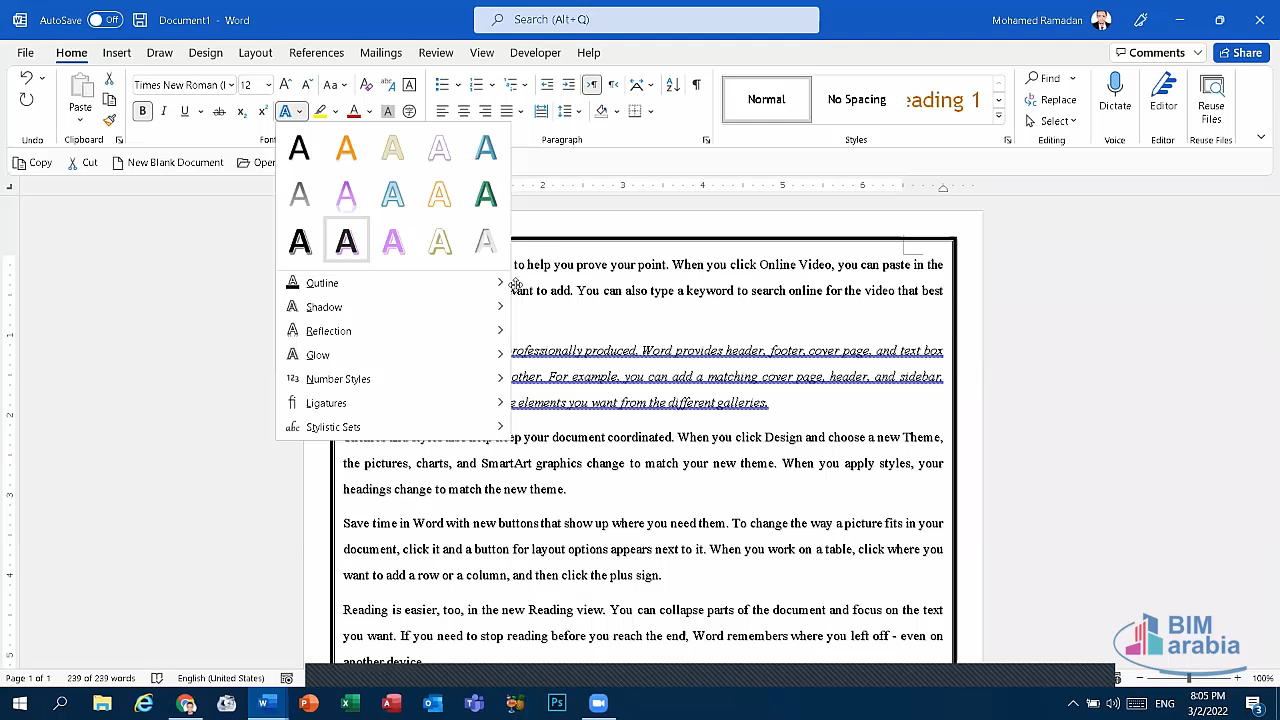 AutoSave Off Document1 - Word Search (Alt+Q) Mohamed Ramadan
File Home Insert Draw Design Layout References Mailings Review View Developer Help Comments Share
Times New Roman ( 12 Aa Find
Paste Normal No Spacing eading 1 Replace Dictate Editor Reuse Files
B I U ab x A Select
Undo Clipboard Paragraph Styles Editing Voice Editor Reuse Files
Copy Cut New Blank Document Open
2 3 4 5 6
Outline
Shadow
Reflection
Glow
Number Styles
Ligatures
Stylistic Sets
to help you prove your point. When you click Online Video, you can paste in the
want to add. You can also type a keyword to search online for the video that best
rofessionally produced, Word provides header, footer, cover page, and text box
other. For example, you can add a matching cover page, header, and sidebar.
e elements you want from the different galleries.
keep your document coordinated. When you click Design and choose a new Theme,
the pictures, charts, and SmartArt graphics change to match your new theme. When you apply styles, your
headings change to match the new theme.
Save time in Word with new buttons that show up where you need them. To change the way a picture fits in your
document, click it and a button for layout options appears next to it. When you work on a table, click where you
want to add a row or a column, and then click the plus sign.
Reading is easier, too, in the new Reading view. You can collapse parts of the document and focus on the text
you want. If you need to stop reading before you reach the end, Word remembers where you left off - even on
another device.
BIM
arabia
Page 1 of 1 239 of 239 words 100%
ENG 8:05 PM
3/2/2022